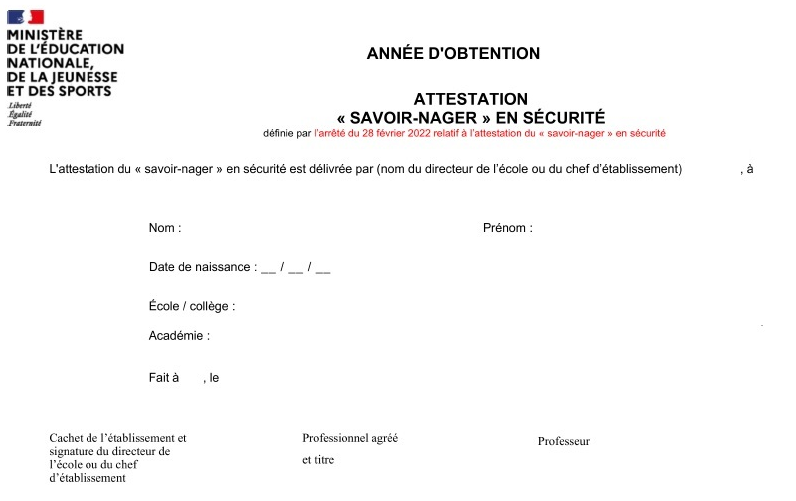 MINISTÈRE
DE L'ÉDUCATION
NATIONALE,
DE LA JEUNESSE
ET DES SPORTS
Liberté
Égalité
Fraternité
ANNÉE D'OBTENTION
ATTESTATION
« SAVOIR-NAGER » EN SÉCURITÉ
définie par l'arrêté du 28 février 2022 relatif à l'attestation du « savoir-nager » en sécurité
L'attestation du « savoir-nager » en sécurité est délivrée par (nom du directeur de l'école ou du chef d'établissement) , à
Nom : Prénom :
Date de naissance : __ / __ / __
École / collège :
Académie :
Fait à , le
Cachet de l'établissement et
signature du directeur de
l'école ou du chef
d'établissement
Professionnel agréé
et titre
Professeur